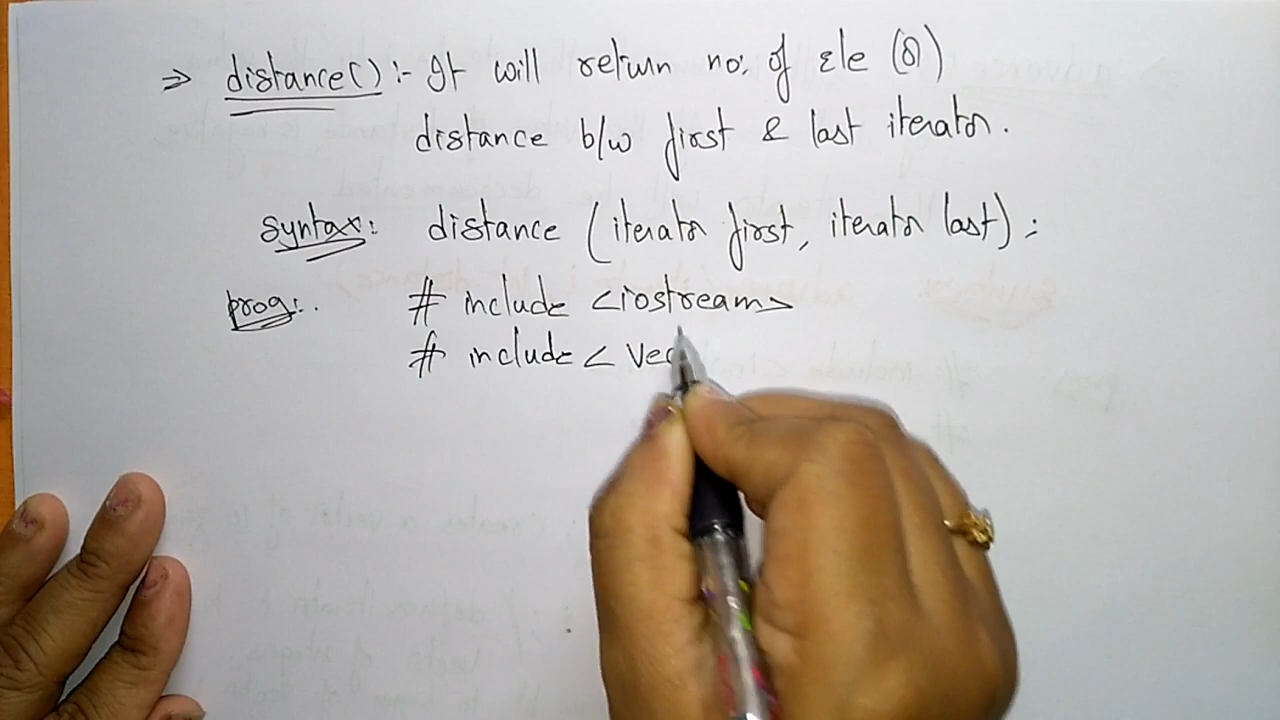 ⇒ distance() :- It will return no: of ele (or)
distance b/w first & last iterator.
Syntax: distance (iterator first, iterator last) ;
prog:. # include <iostream>
# include < vec